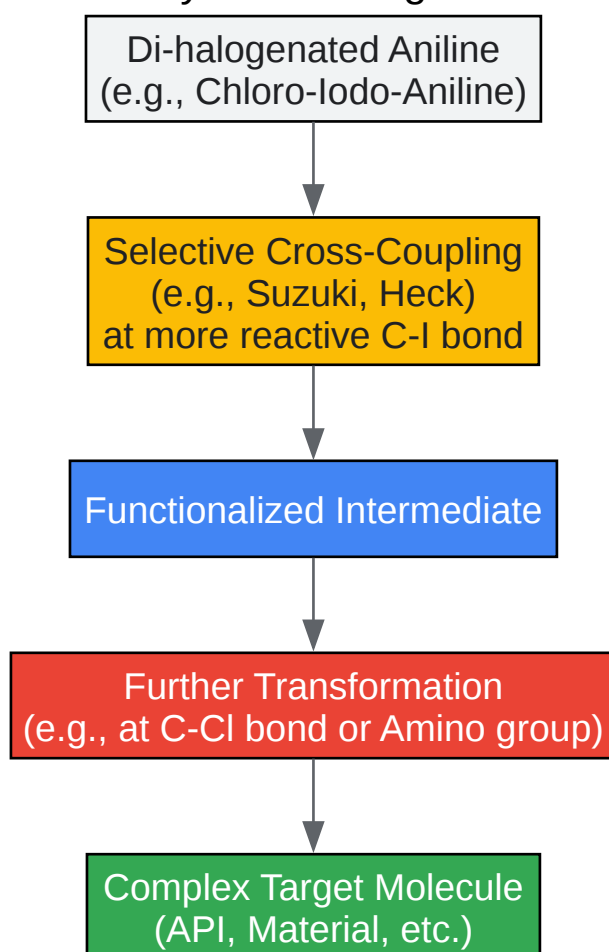 Di-halogenated Aniline
(e.g., Chloro-Iodo-Aniline)
Selective Cross-Coupling
(e.g., Suzuki, Heck)
at more reactive C-I bond
Functionalized Intermediate
Further Transformation
(e.g., at C-Cl bond or Amino group)
Complex Target Molecule
(API, Material, etc.)